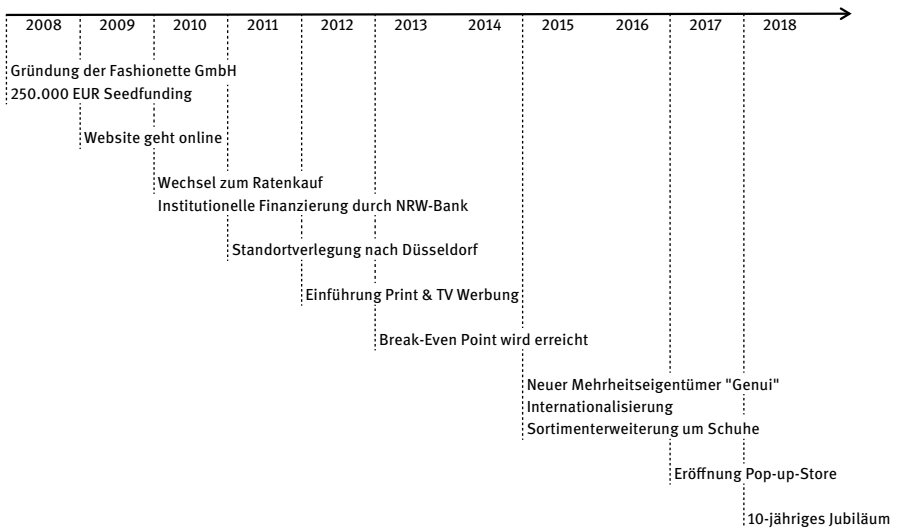 2008 2009 2010 2011 2012 2013 2014 2015 2016 2017 2018
Gründung der Fashionette GmbH
250.000 EUR Seedfunding
Website geht online
Wechsel zum Ratenkauf
Institutionelle Finanzierung durch NRW-Bank
Standortverlegung nach Düsseldorf
Einführung Print & TV Werbung
Break-Even Point wird erreicht
Neuer Mehrheitseigentümer "Genui"
Internationalisierung
Sortimenterweiterung um Schuhe
Eröffnung Pop-up-Store
10-jähriges Jubiläum